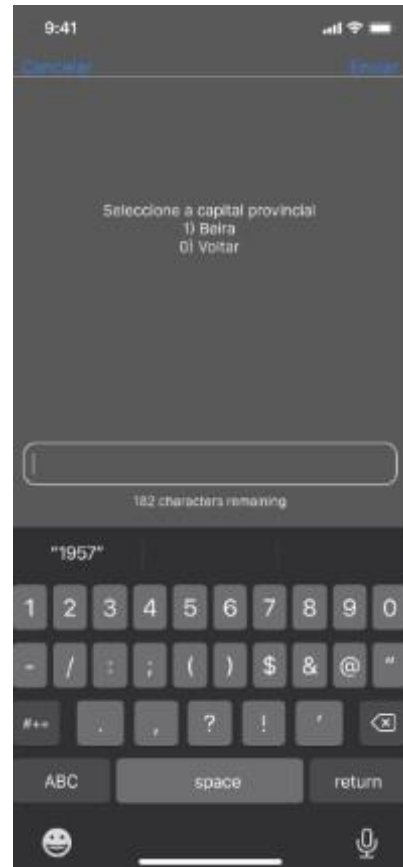 9:41
Cancelar Enviar
Seleccione a capital provincial
1) Beira
0) Voltar
182 characters remaining
"1957"
1 2 3 4 5 6 7 8 9 0
- / : ; ( ) $ & @ "
#+= . , ? ! '
ABC space return